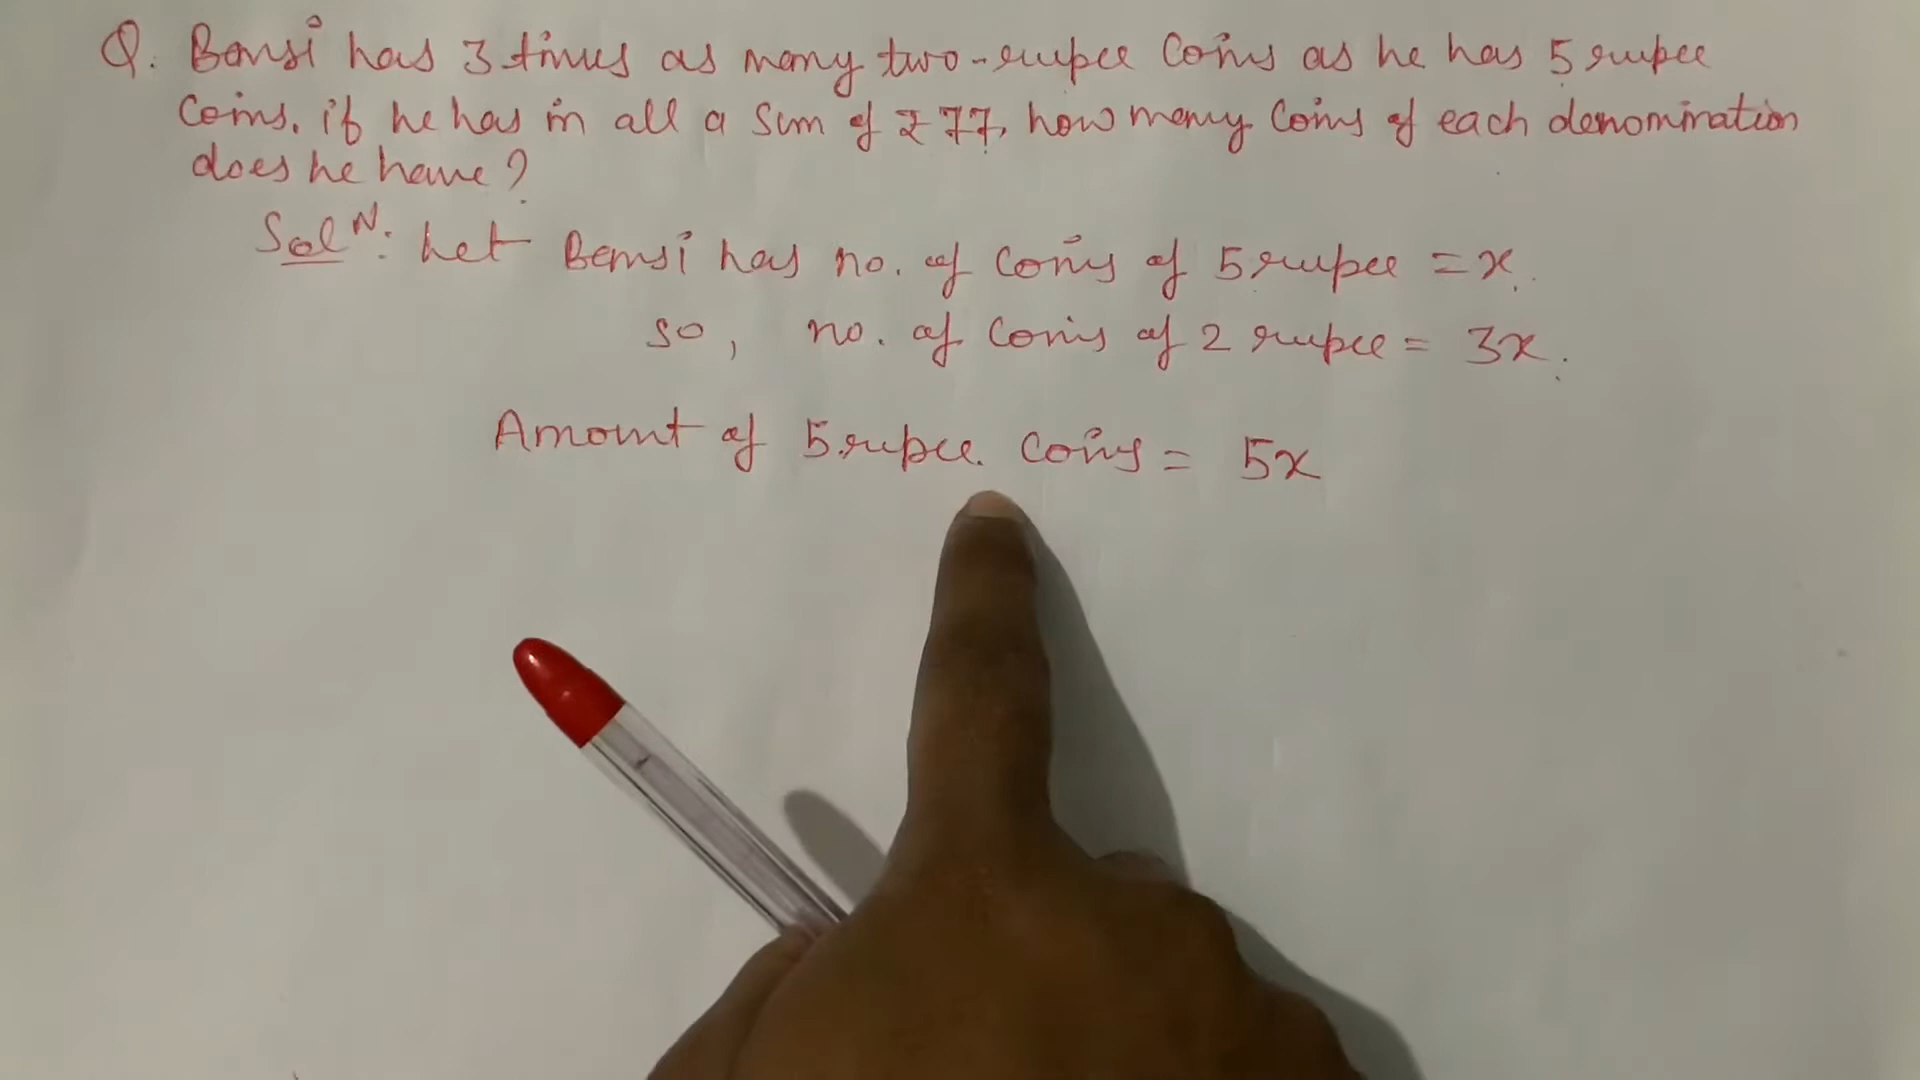 Q. Bansi has 3 times as many two-rupee Coins as he has 5 rupee
Coins. if he has in all a Sum of ₹77, how many Coins of each denomination
does he have?
Solᴺ: Let Bansi has no. of Coins of 5 rupee = x.
so, no. of Coins of 2 rupee = 3x.
Amount of 5 rupee Coins = 5x